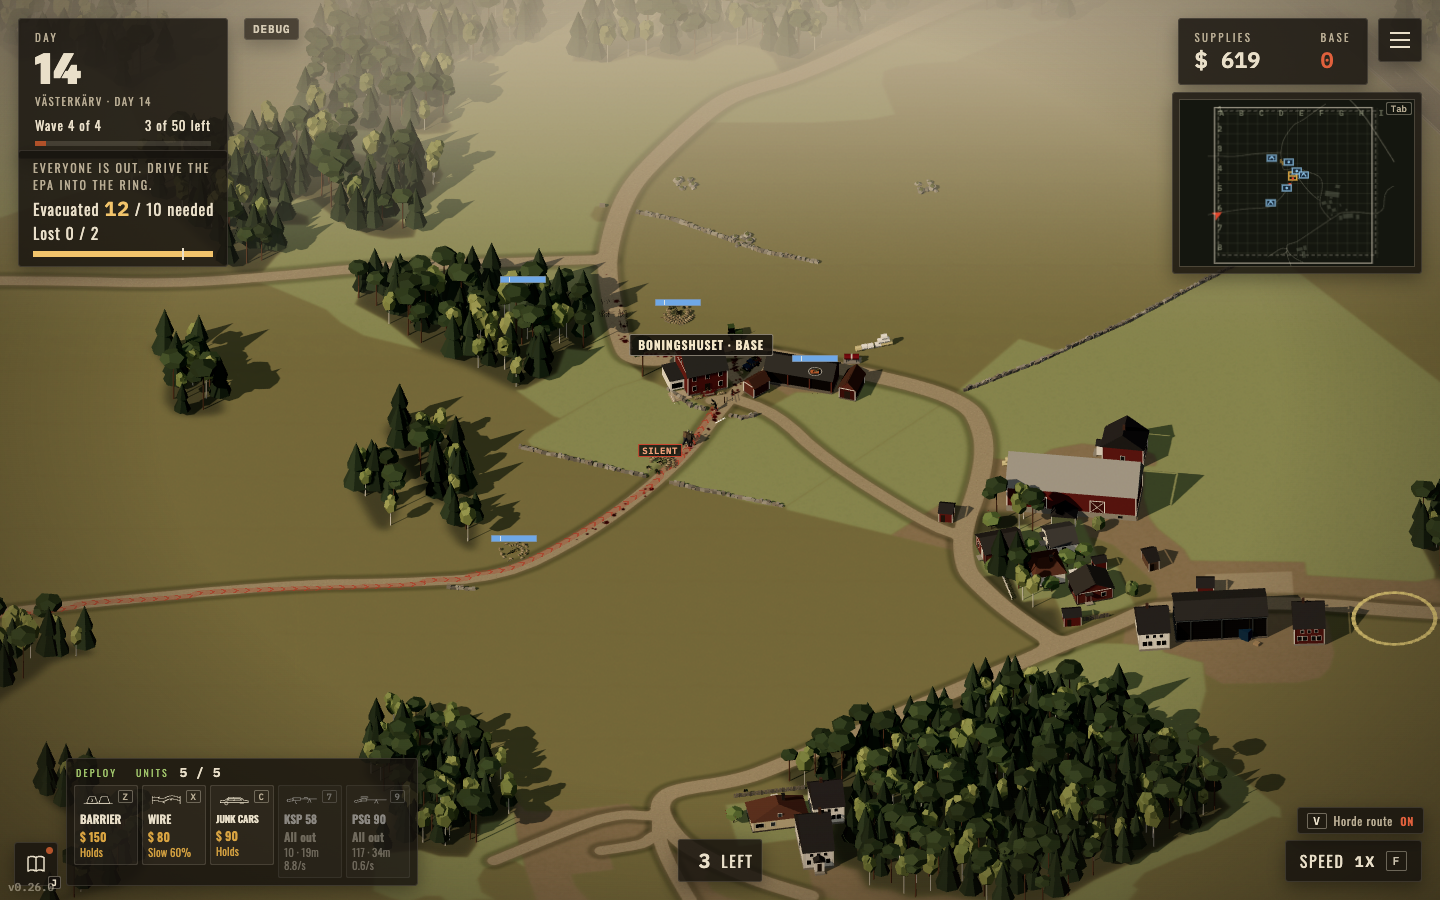 DAY
14
VÄSTERKÄRV · DAY 14
Wave 4 of 4 3 of 50 left
EVERYONE IS OUT. DRIVE THE
EPA INTO THE RING.
Evacuated 12 / 10 needed
Lost 0 / 2
DEBUG
SUPPLIES BASE
$ 619 0
Tab
BONINGSHUSET · BASE
SILENT
DEPLOY UNITS 5 / 5
Z X C 7 9
BARRIER WIRE JUNK CARS KSP 58 PSG 90
$ 150 $ 80 $ 90 All out All out
Holds Slow 60% Holds 10 · 19m 117 · 34m
8.8/s 0.6/s
J
v0.26.
3 LEFT
V Horde route ON
SPEED 1X F